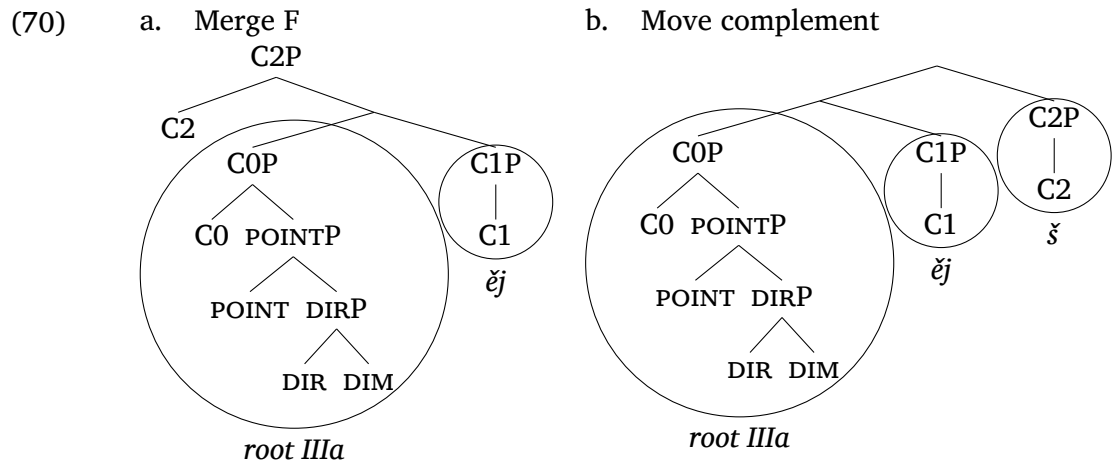 (70) a. Merge F b. Move complement
C2P
C2
C0P C1P
C0 POINTP C1
ěj
POINT DIRP
DIR DIM
root IIIa
C2P
C0P C1P
C2
C0 POINTP C1
š
ěj
POINT DIRP
DIR DIM
root IIIa